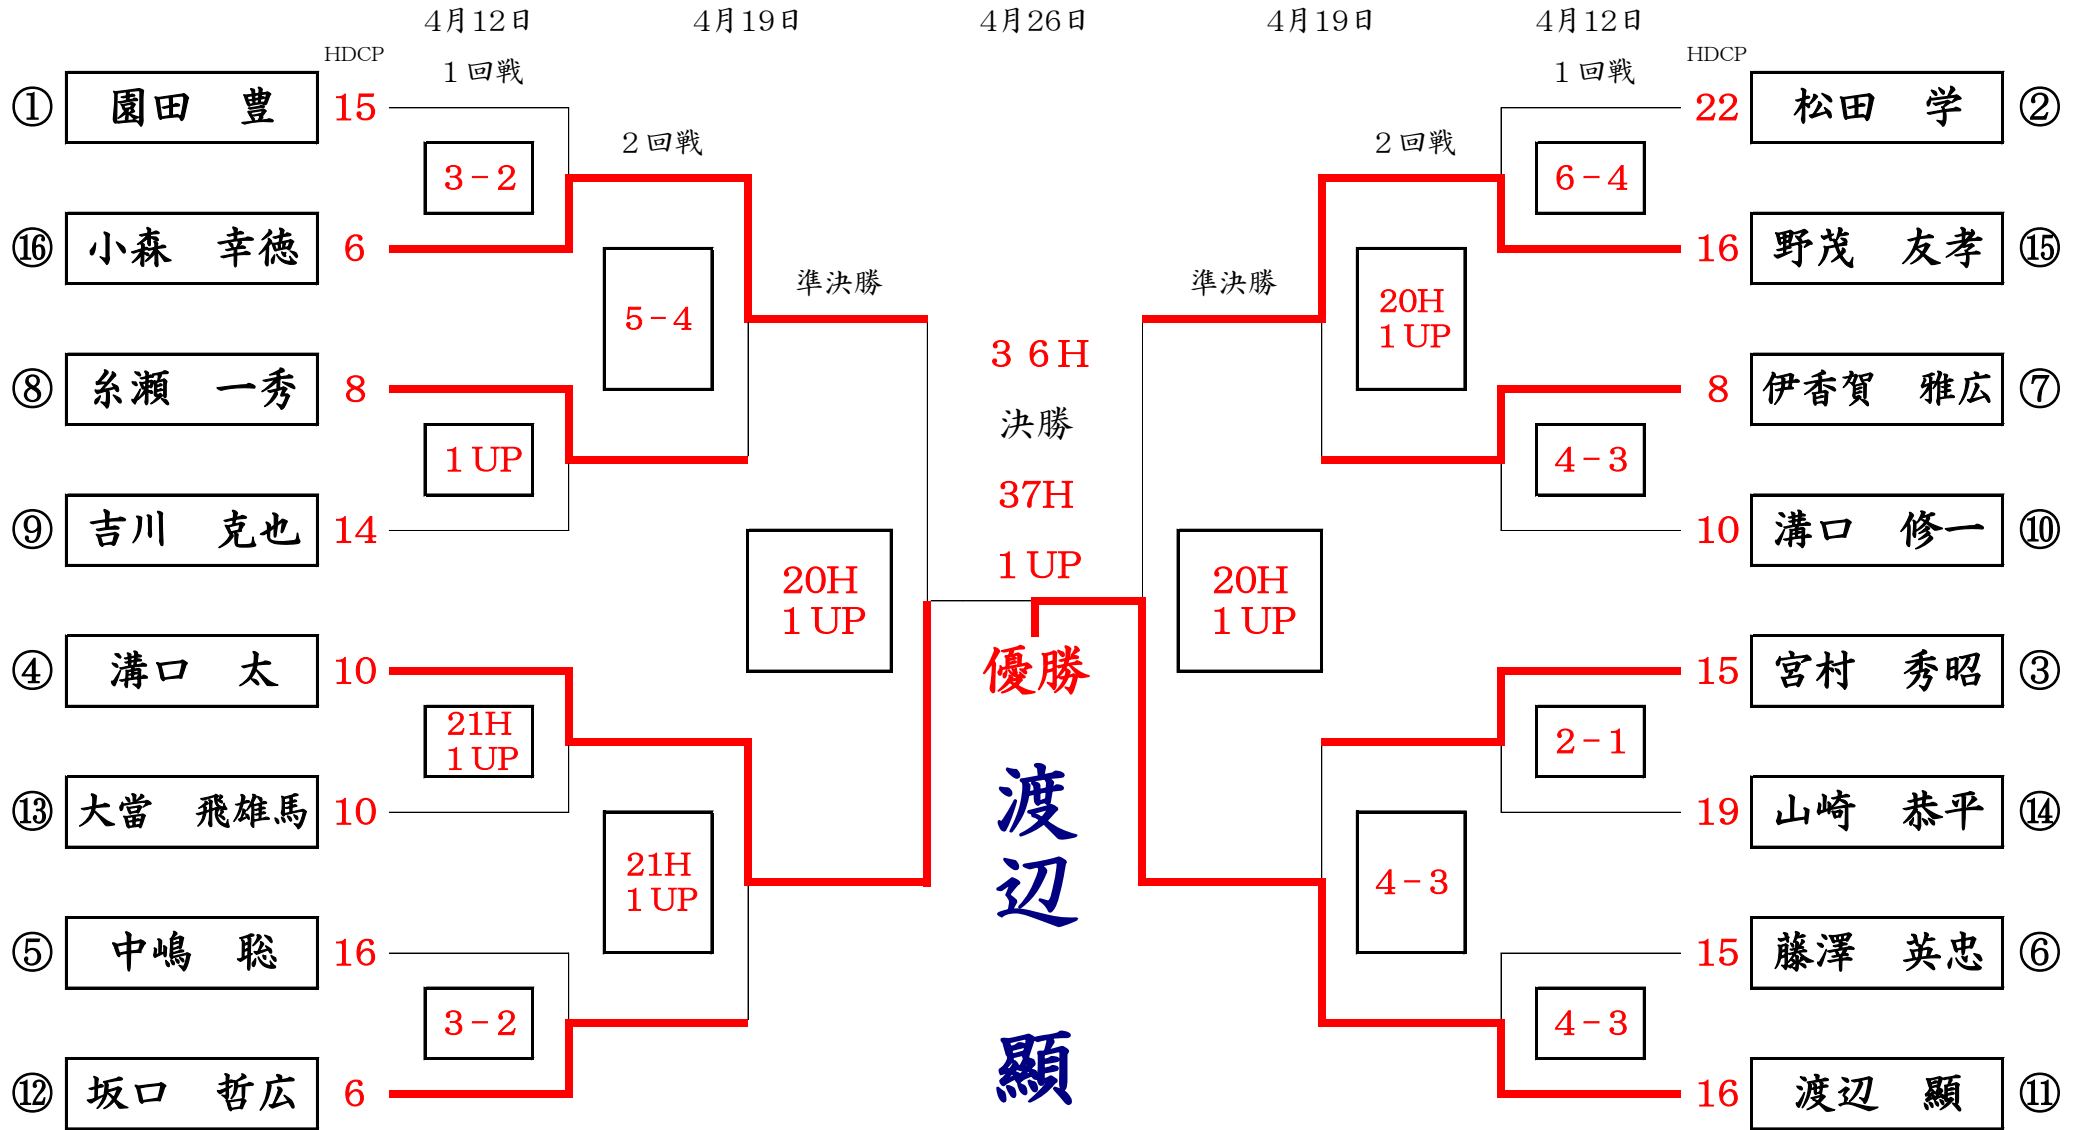 4月12日 4月19日 4月26日 4月19日 4月12日
HDCP １回戦 １回戦 HDCP
① 園田　豊 15 22 松田　学 ②
２回戦 ２回戦
3－2 6－4
⑯ 小森　幸徳 6 16 野茂　友孝 ⑮
準決勝 準決勝
5－4 20H
1UP
３６H
⑧ 糸瀬　一秀 8 8 伊香賀　雅広 ⑦
決勝
1UP 4－3
37H
⑨ 吉川　克也 14 10 溝口　修一 ⑩
1UP
20H 20H
1UP 1UP
④ 溝口　太 10 優勝 15 宮村　秀昭 ③
21H
1UP 2－1
⑬ 大當　飛雄馬 10 19 山崎　恭平 ⑭
渡辺　顯
21H
1UP 4－3
⑤ 中嶋　聡 16 15 藤澤　英忠 ⑥
3－2 4－3
⑫ 坂口　哲広 6 16 渡辺　顯 ⑪